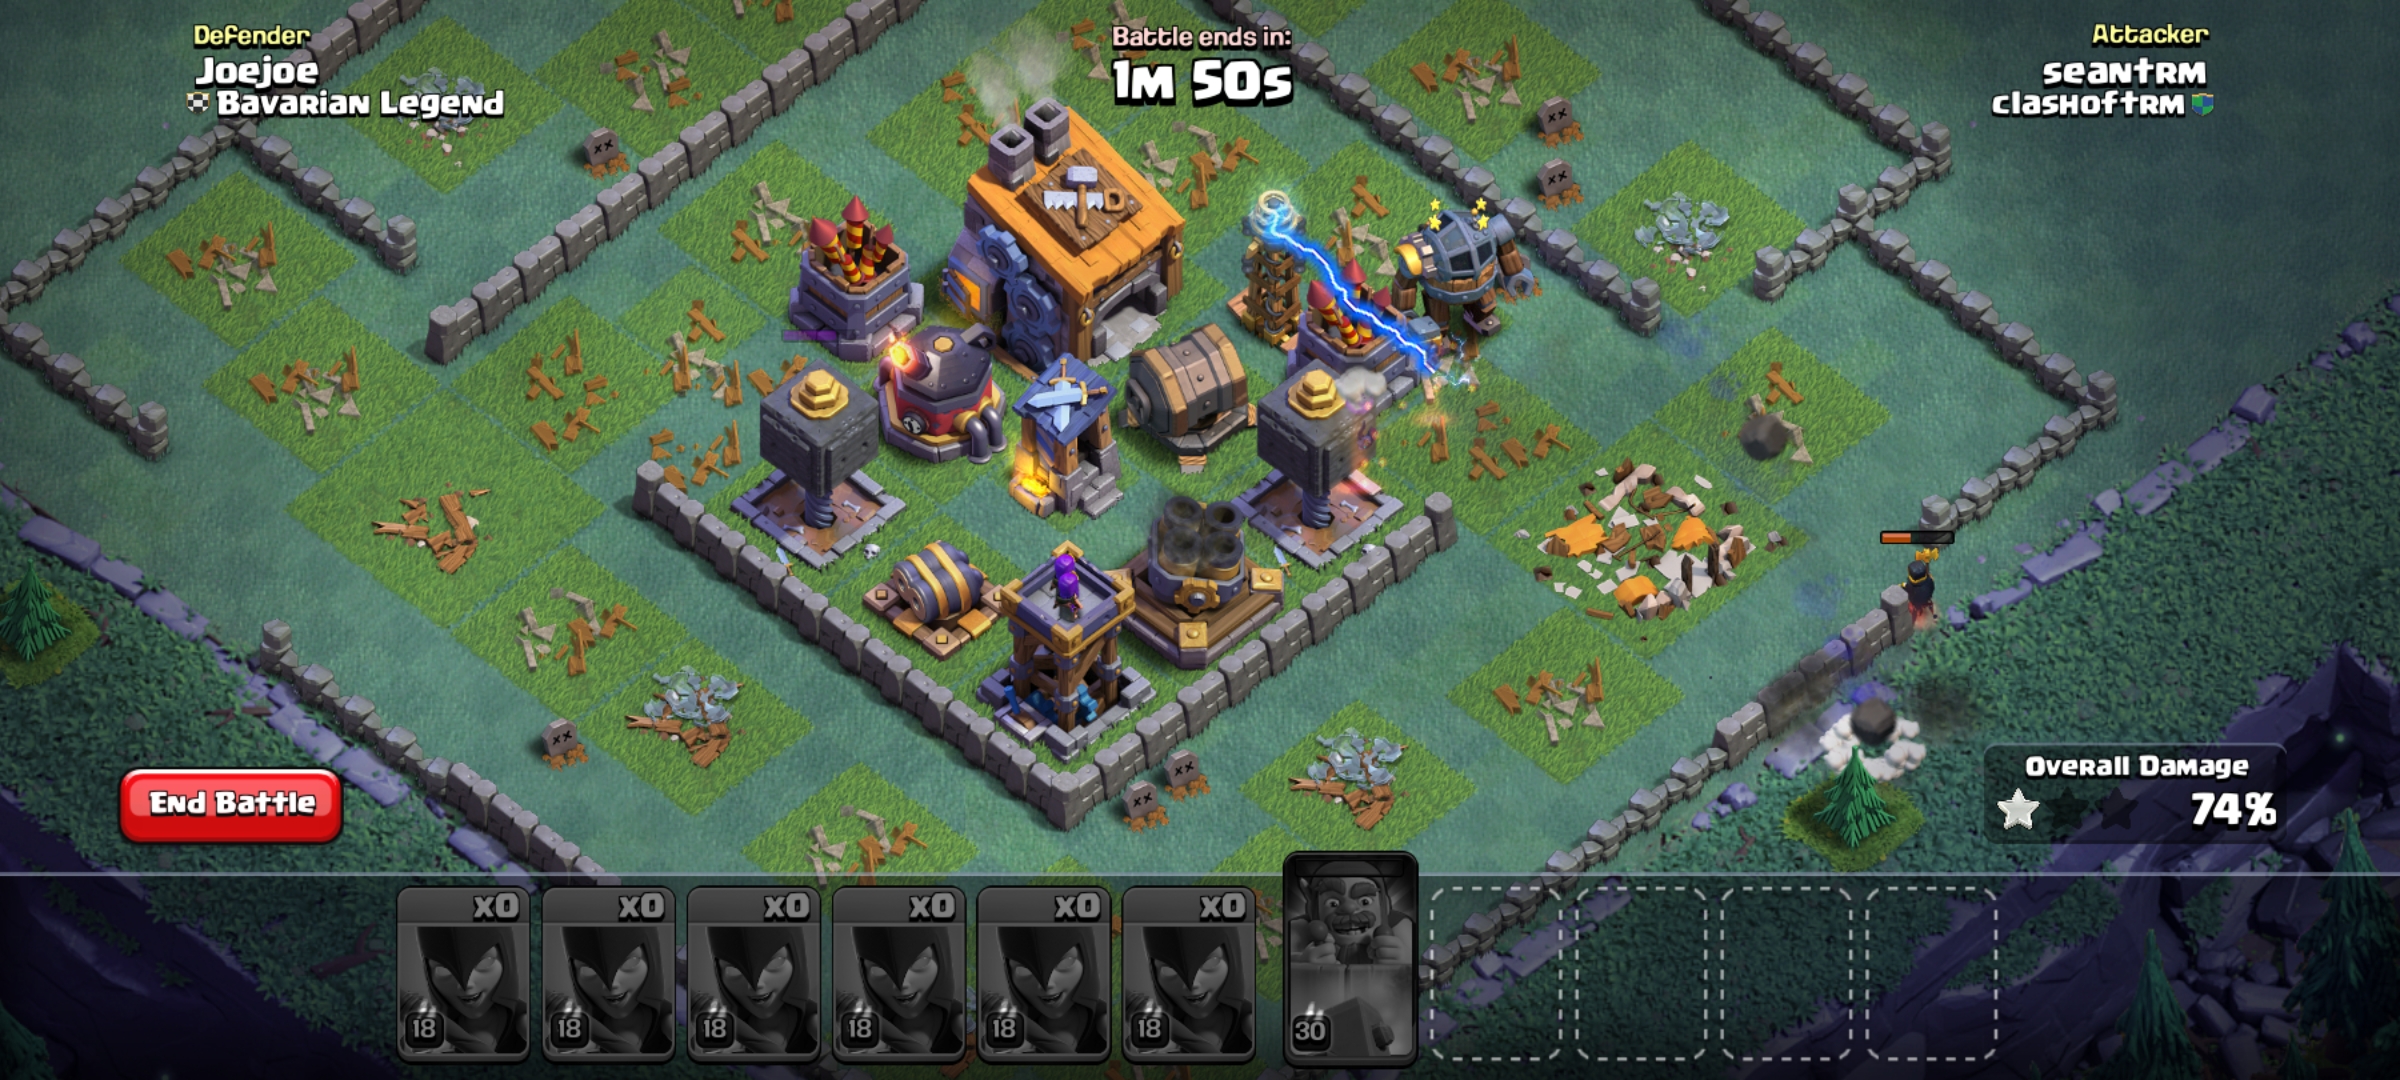 Defender
Joejoe
Bavarian Legend
Battle ends in:
1M 50s
Attacker
seantRM
clashoftRM
End Battle
Overall Damage
74%
x0
x0
x0
x0
x0
x0
18
18
18
18
18
18
30